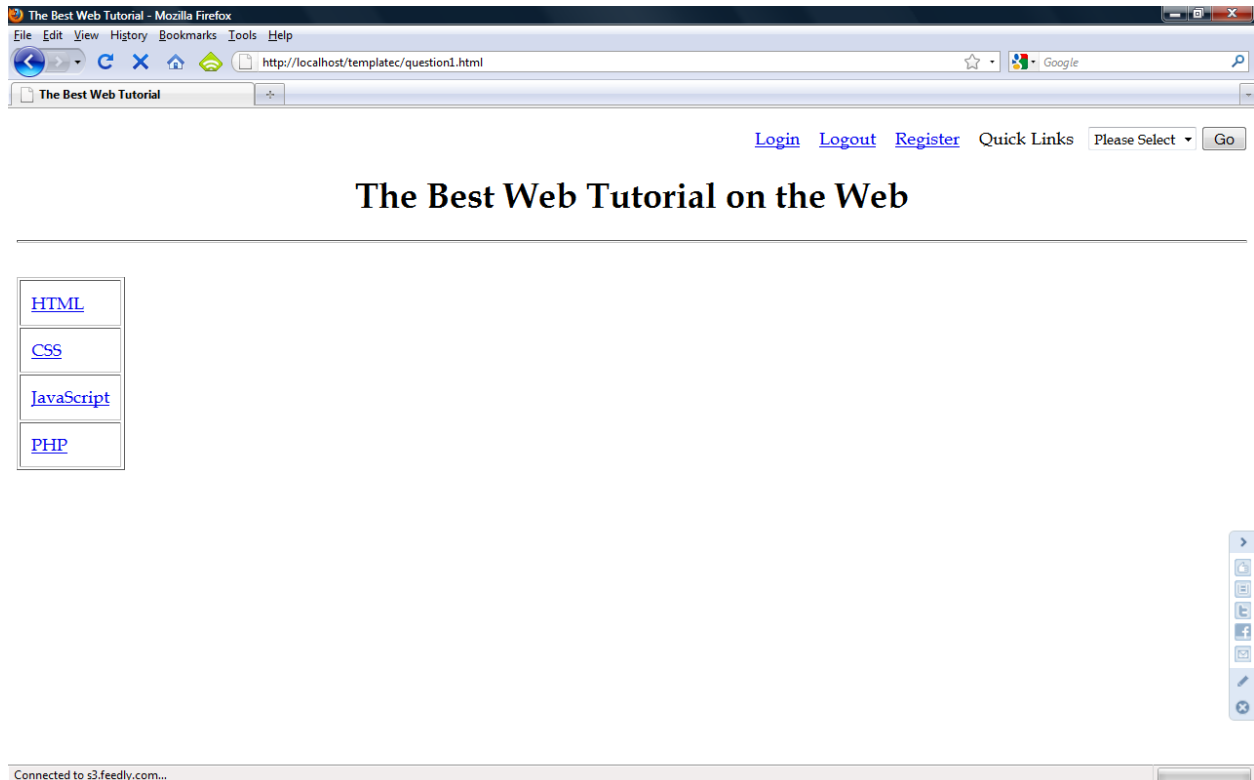 The Best Web Tutorial - Mozilla Firefox
File Edit View History Bookmarks Tools Help
http://localhost/templatec/question1.html Google
The Best Web Tutorial
Login Logout Register Quick Links Please Select Go
The Best Web Tutorial on the Web
HTML
CSS
JavaScript
PHP
Connected to s3.feedly.com...